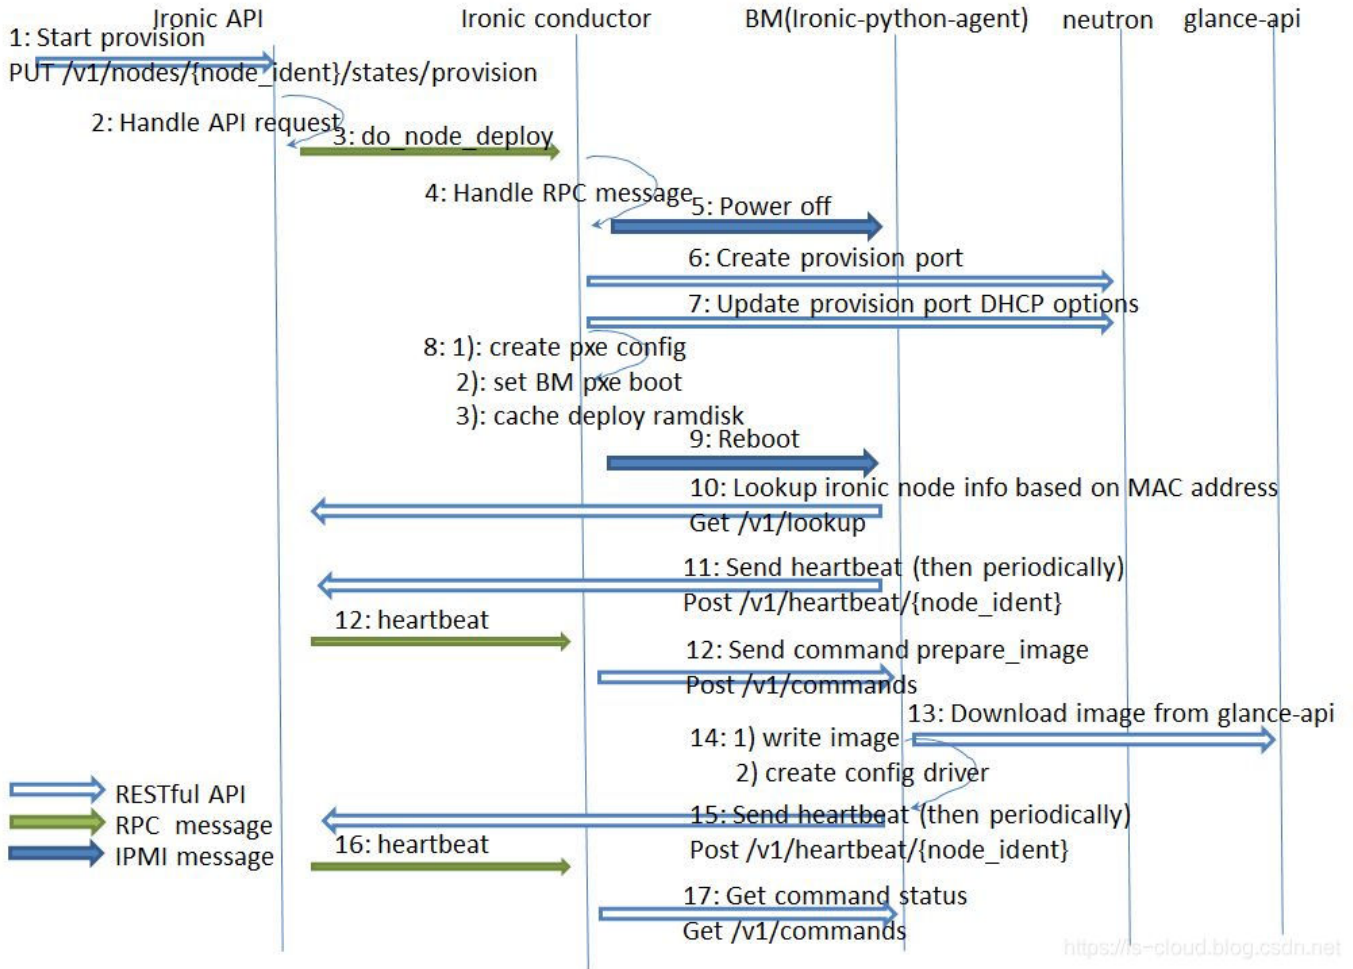 Ironic API
Ironic conductor
BM(Ironic-python-agent)
neutron
glance-api
1: Start provision
PUT /v1/nodes/{node_ident}/states/provision
2: Handle API request
3: do_node_deploy
4: Handle RPC message
5: Power off
6: Create provision port
7: Update provision port DHCP options
8: 1): create pxe config
2): set BM pxe boot
3): cache deploy ramdisk
9: Reboot
10: Lookup ironic node info based on MAC address
Get /v1/lookup
11: Send heartbeat (then periodically)
Post /v1/heartbeat/{node_ident}
12: heartbeat
12: Send command prepare_image
Post /v1/commands
13: Download image from glance-api
14: 1) write image
2) create config driver
RESTful API
RPC message
IPMI message
15: Send heartbeat (then periodically)
Post /v1/heartbeat/{node_ident}
16: heartbeat
17: Get command status
Get /v1/commands
https://is-cloud.blog.csdn.net